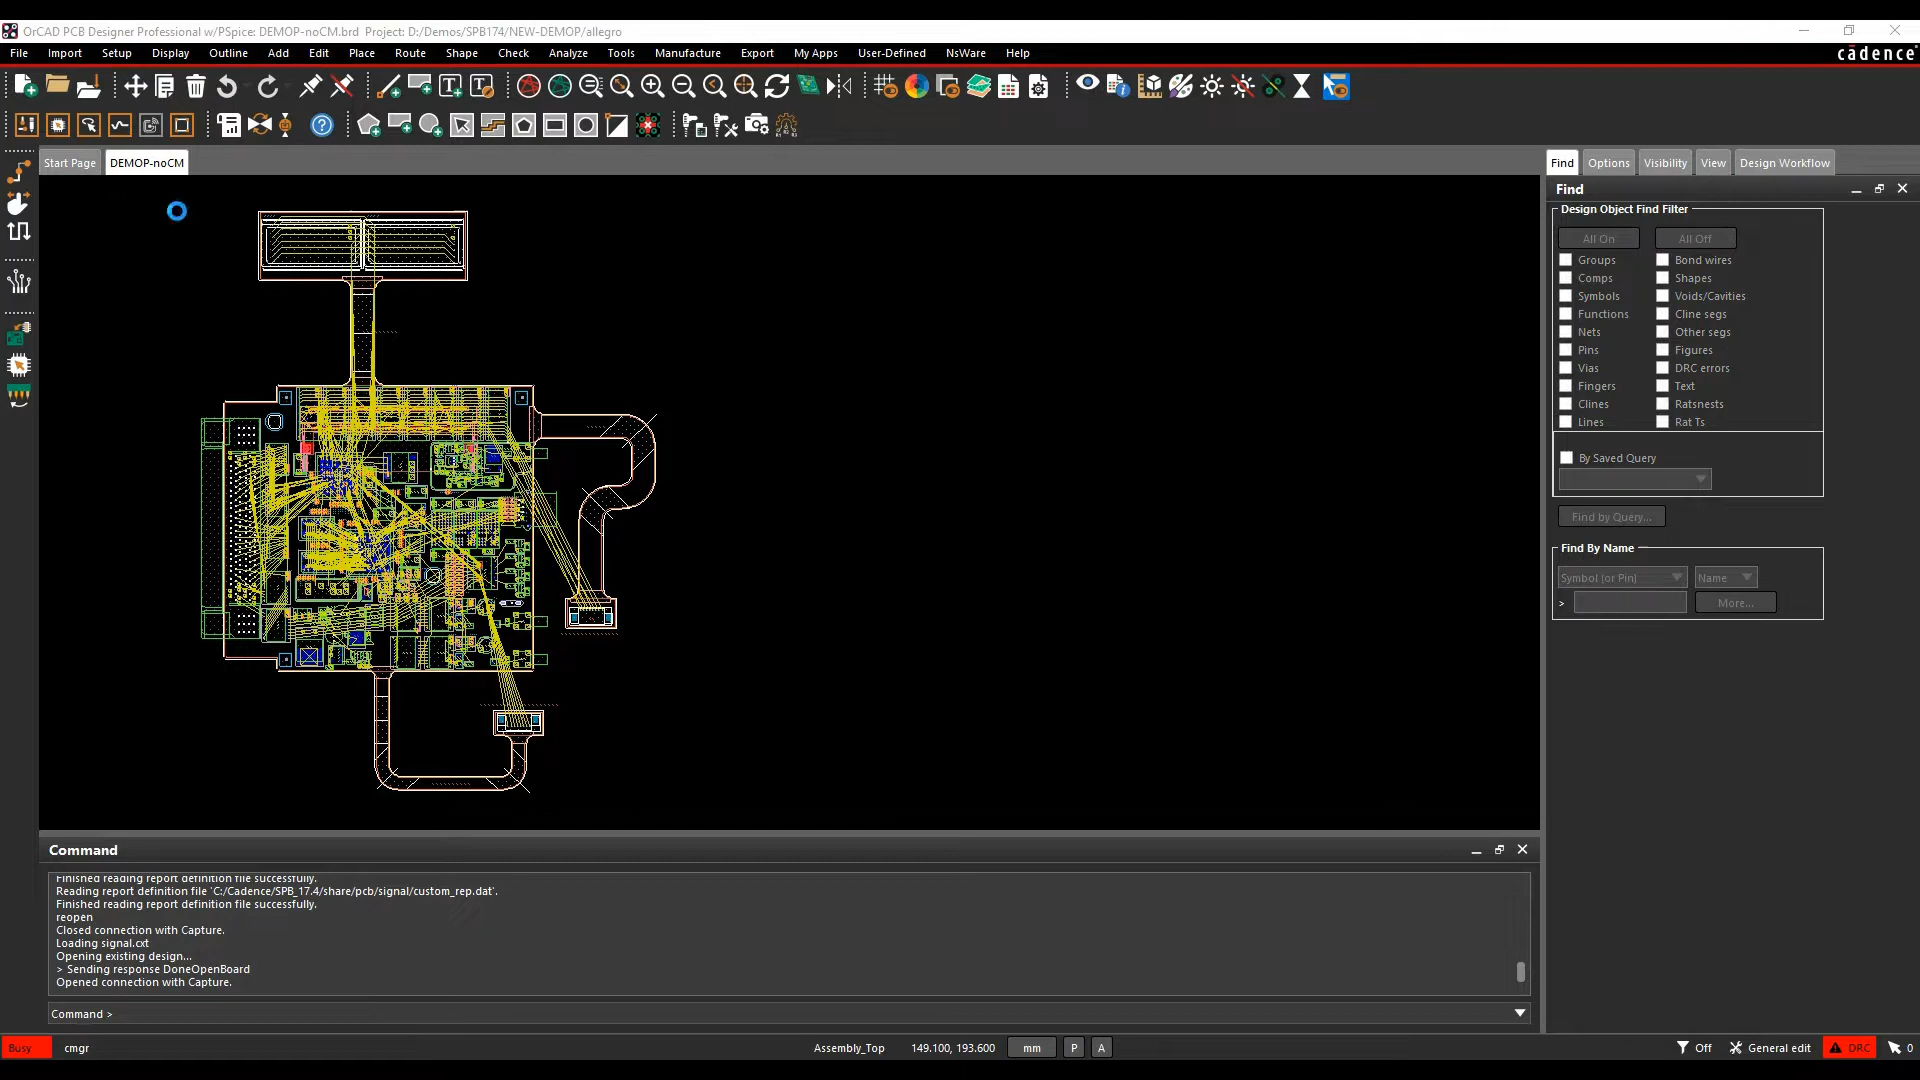 OrCAD PCB Designer Professional w/PSpice: DEMOP-noCM.brd  Project: D:/Demos/SPB174/NEW-DEMOP/allegro
File Import Setup Display Outline Add Edit Place Route Shape Check Analyze Tools Manufacture Export My Apps User-Defined NsWare Help
cādence
Start Page
DEMOP-noCM
Find Options Visibility View Design Workflow
Find
Design Object Find Filter
All On All Off
Groups Bond wires
Comps Shapes
Symbols Voids/Cavities
Functions Cline segs
Nets Other segs
Pins Figures
Vias DRC errors
Fingers Text
Clines Ratsnests
Lines Rat Ts
By Saved Query
Find by Query...
Find By Name
Symbol (or Pin) Name
> More...
Command
Finished reading report definition file successfully.
Reading report definition file 'C:/Cadence/SPB_17.4/share/pcb/signal/custom_rep.dat'.
Finished reading report definition file successfully.
reopen
Closed connection with Capture.
Loading signal.cxt
Opening existing design...
> Sending response DoneOpenBoard
Opened connection with Capture.
Command >
Busy cmgr Assembly_Top 149.100, 193.600 mm P A Off General edit DRC 0